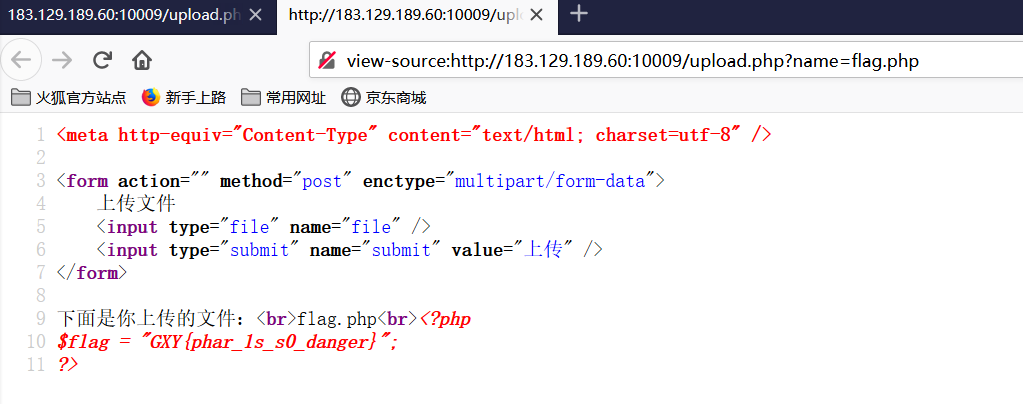 183.129.189.60:10009/upload.ph
http://183.129.189.60:10009/upl
view-source:http://183.129.189.60:10009/upload.php?name=flag.php
火狐官方站点 新手上路 常用网址 京东商城
1 <meta http-equiv="Content-Type" content="text/html; charset=utf-8" />
2
3 <form action="" method="post" enctype="multipart/form-data">
4 上传文件
5 <input type="file" name="file" />
6 <input type="submit" name="submit" value="上传" />
7 </form>
8
9 下面是你上传的文件：<br>flag.php<br><?php
10 $flag = "GXY{phar_1s_s0_danger}";
11 ?>